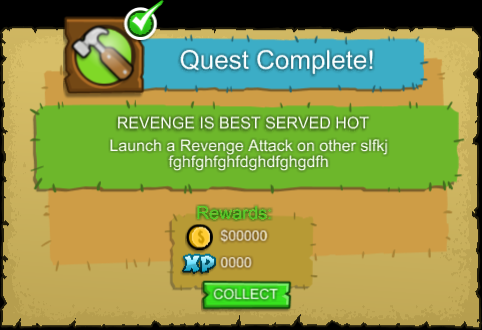 Quest Complete!
REVENGE IS BEST SERVED HOT
Launch a Revenge Attack on other slfkj
fghfghfghfdghdfghgdfh
Rewards:
$ $00000
XP 0000
COLLECT